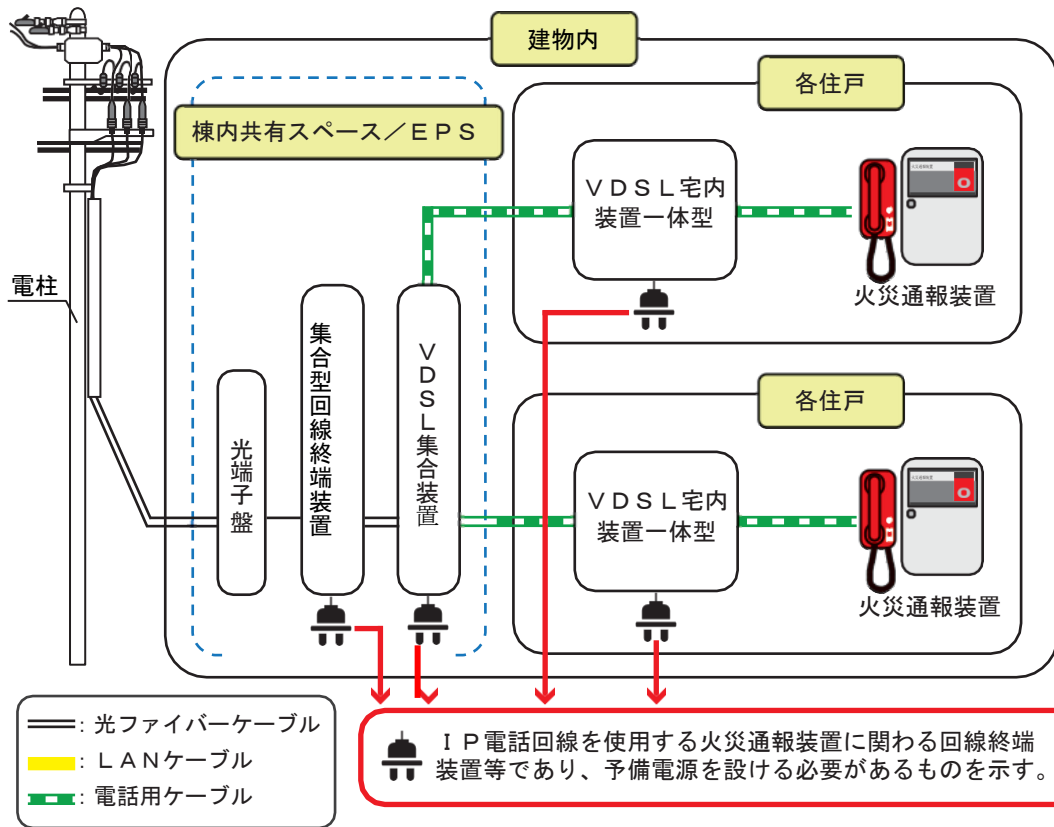 建物内
各住戸
棟内共有スペース／ＥＰＳ
ＶＤＳＬ宅内
装置一体型
火災通報装置
電柱
光端子盤
集合型回線終端装置
ＶＤＳＬ集合装置
各住戸
ＶＤＳＬ宅内
装置一体型
火災通報装置
：光ファイバーケーブル
：ＬＡＮケーブル
：電話用ケーブル
ＩＰ電話回線を使用する火災通報装置に関わる回線終端
装置等であり、予備電源を設ける必要があるものを示す。